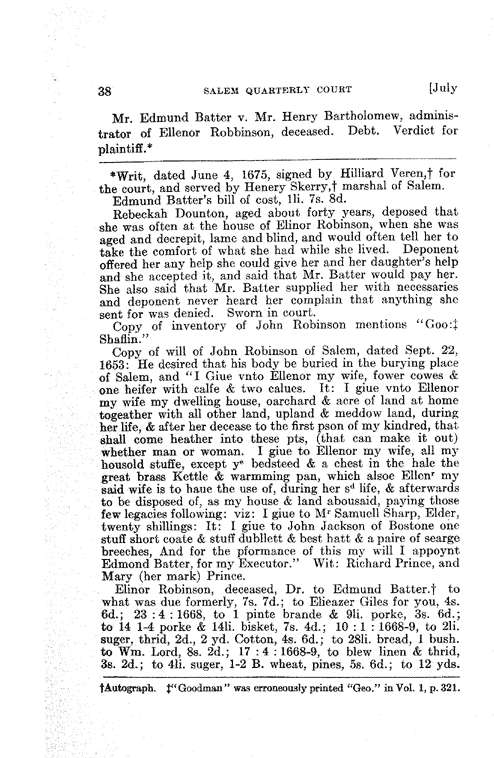 38 SALEM QUARTERLY COURT [July
Mr. Edmund Batter v. Mr. Henry Bartholomew, adminis-
trator of Ellenor Robbinson, deceased. Debt. Verdict for
plaintiff.*
*Writ, dated June 4, 1675, signed by Hilliard Veren,† for
the court, and served by Henery Skerry,† marshal of Salem.
Edmund Batter's bill of cost, 1li. 7s. 8d.
Rebeckah Dounton, aged about forty years, deposed that
she was often at the house of Elinor Robinson, when she was
aged and decrepit, lame and blind, and would often tell her to
take the comfort of what she had while she lived. Deponent
offered her any help she could give her and her daughter's help
and she accepted it, and said that Mr. Batter would pay her.
She also said that Mr. Batter supplied her with necessaries
and deponent never heard her complain that anything she
sent for was denied. Sworn in court.
Copy of inventory of John Robinson mentions "Goo:‡
Shaflin."
Copy of will of John Robinson of Salem, dated Sept. 22,
1653: He desired that his body be buried in the burying place
of Salem, and "I Giue vnto Ellenor my wife, fower cowes &
one heifer with calfe & two calues. It: I giue vnto Ellenor
my wife my dwelling house, oarchard & acre of land at home
togeather with all other land, upland & meddow land, during
her life, & after her decease to the first pson of my kindred, that
shall come heather into these pts, (that can make it out)
whether man or woman. I giue to Ellenor my wife, all my
housold stuffe, except yᵉ bedsteed & a chest in the hale the
great brass Kettle & warmming pan, which alsoe Ellenʳ my
said wife is to haue the use of, during her sᵈ life, & afterwards
to be disposed of, as my house & land abousaid, paying those
few legacies following: viz: I giue to Mʳ Samuell Sharp, Elder,
twenty shillings: It: I giue to John Jackson of Bostone one
stuff short coate & stuff dubllett & best hatt & a paire of searge
breeches, And for the pformance of this my will I appoynt
Edmond Batter, for my Executor." Wit: Richard Prince, and
Mary (her mark) Prince.
Elinor Robinson, deceased, Dr. to Edmund Batter.† to
what was due formerly, 7s. 7d.; to Elieazer Giles for you, 4s.
6d.; 23 : 4 : 1668, to 1 pinte brande & 9li. porke, 3s. 6d.;
to 14 1-4 porke & 14li. bisket, 7s. 4d.; 10 : 1 : 1668-9, to 2li.
suger, thrid, 2d., 2 yd. Cotton, 4s. 6d.; to 28li. bread, 1 bush.
to Wm. Lord, 8s. 2d.; 17 : 4 : 1668-9, to blew linen & thrid,
3s. 2d.; to 4li. suger, 1-2 B. wheat, pines, 5s. 6d.; to 12 yds.
†Autograph. ‡"Goodman" was erroneously printed "Geo." in Vol. 1, p. 321.